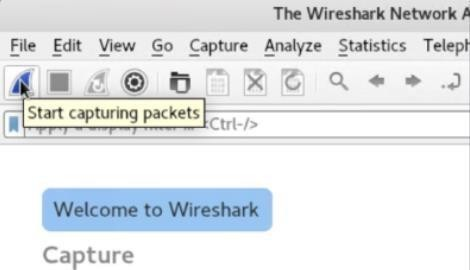 The Wireshark Network A
File Edit View Go Capture Analyze Statistics Teleph
Start capturing packets
<Ctrl-/>
Welcome to Wireshark
Capture